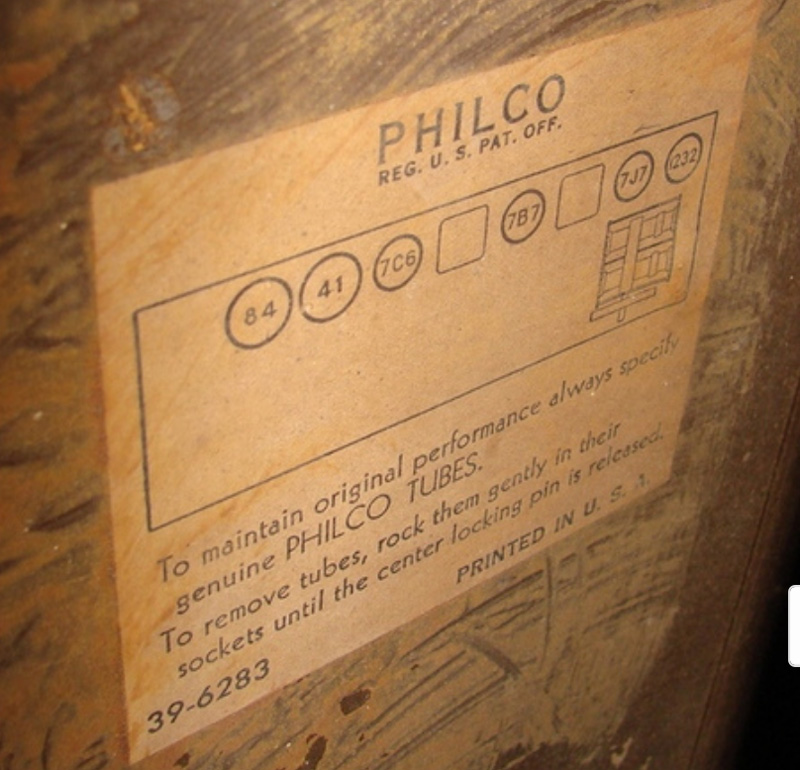 PHILCO
REG. U. S. PAT. OFF.
84 41 7C6 7B7 7J7 1232
To maintain original performance always specify
genuine PHILCO TUBES.
To remove tubes, rock them gently in their
sockets until the center locking pin is released.
PRINTED IN U. S. A.
39-6283